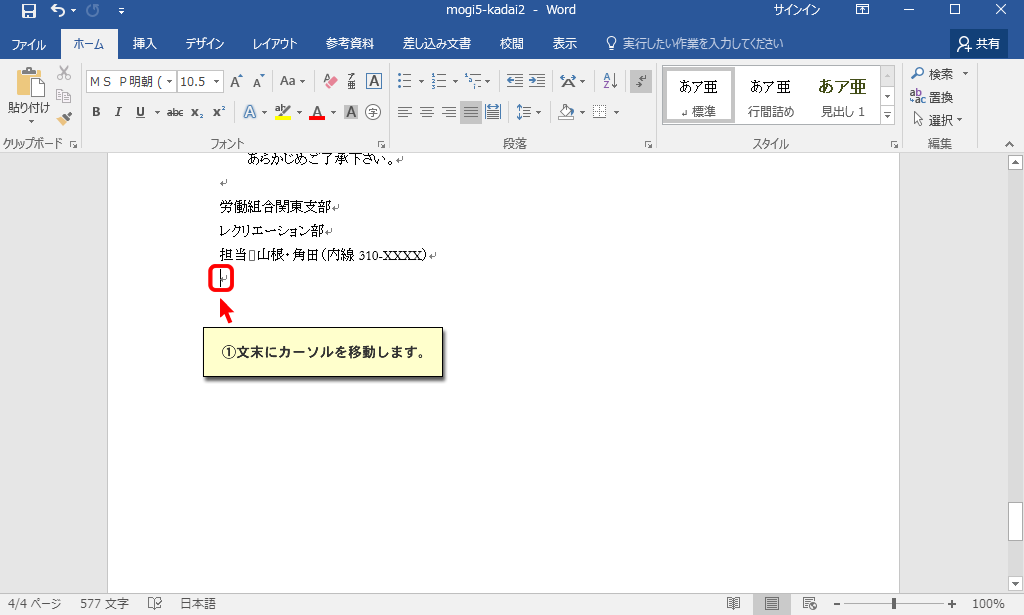 mogi5-kadai2 - Word
サインイン
ファイル ホーム 挿入 デザイン レイアウト 参考資料 差し込み文書 校閲 表示 実行したい作業を入力してください 共有
貼り付け
クリップボード
ＭＳ Ｐ明朝 (
10.5
Aa
A
B I U abc x₂ x²
A
字
フォント
段落
あア亜
標準
あア亜
行間詰め
あア亜
見出し 1
スタイル
検索
置換
選択
編集
あらかじめご了承下さい。
労働組合関東支部
レクリエーション部
担当□山根・角田（内線 310-XXXX）
①文末にカーソルを移動します。
4/4 ページ 577 文字 日本語 100%